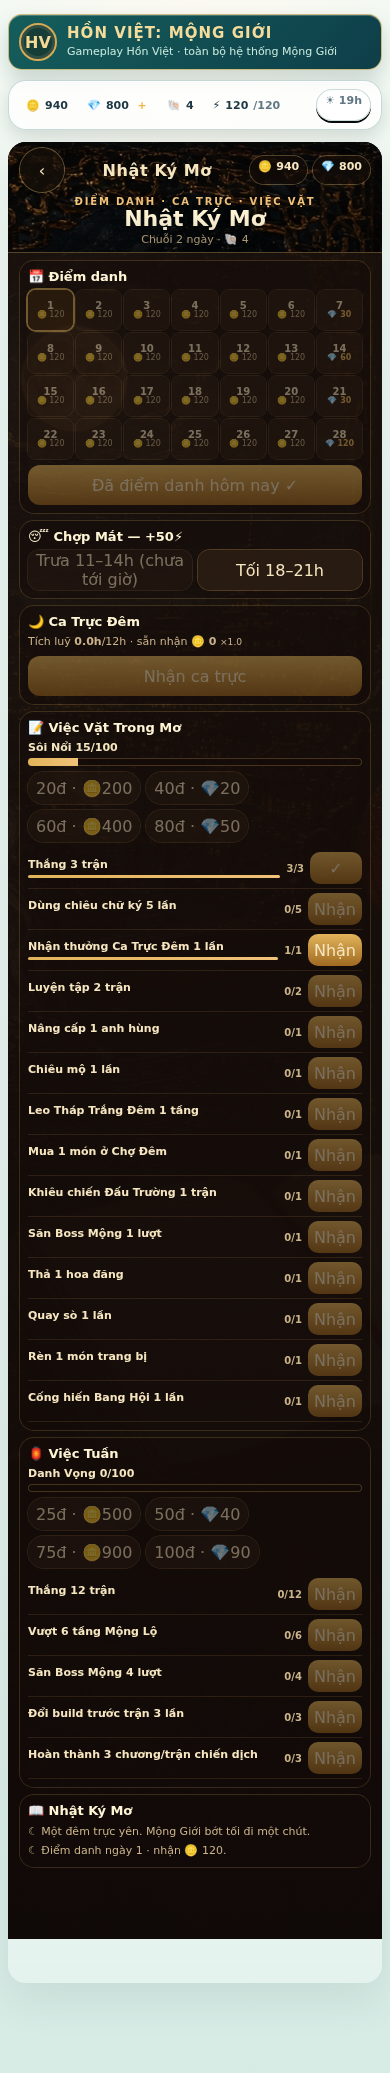 HV
HỒN VIỆT: MỘNG GIỚI
Gameplay Hồn Việt · toàn bộ hệ thống Mộng Giới
🪙 940 💎 800 + 🐚 4 ⚡ 120 /120 ☀ 19h
‹ Nhật Ký Mơ 🪙 940 💎 800
ĐIỂM DANH · CA TRỰC · VIỆC VẶT
Nhật Ký Mơ
Chuỗi 2 ngày · 🐚 4
📅 Điểm danh
1 2 3 4 5 6 7
🪙 120 🪙 120 🪙 120 🪙 120 🪙 120 🪙 120 💎 30
8 9 10 11 12 13 14
🪙 120 🪙 120 🪙 120 🪙 120 🪙 120 🪙 120 💎 60
15 16 17 18 19 20 21
🪙 120 🪙 120 🪙 120 🪙 120 🪙 120 🪙 120 💎 30
22 23 24 25 26 27 28
🪙 120 🪙 120 🪙 120 🪙 120 🪙 120 🪙 120 💎 120
Đã điểm danh hôm nay ✓
😴 Chợp Mắt — +50⚡
Trưa 11–14h (chưa
tới giờ)
Tối 18–21h
🌙 Ca Trực Đêm
Tích luỹ 0.0h/12h · sẵn nhận 🪙 0 ×1.0
Nhận ca trực
📝 Việc Vặt Trong Mơ
Sôi Nổi 15/100
20đ · 🪙200 40đ · 💎20
60đ · 🪙400 80đ · 💎50
Thắng 3 trận 3/3 ✓
Dùng chiêu chữ ký 5 lần 0/5 Nhận
Nhận thưởng Ca Trực Đêm 1 lần 1/1 Nhận
Luyện tập 2 trận 0/2 Nhận
Nâng cấp 1 anh hùng 0/1 Nhận
Chiêu mộ 1 lần 0/1 Nhận
Leo Tháp Trắng Đêm 1 tầng 0/1 Nhận
Mua 1 món ở Chợ Đêm 0/1 Nhận
Khiêu chiến Đấu Trường 1 trận 0/1 Nhận
Săn Boss Mộng 1 lượt 0/1 Nhận
Thả 1 hoa đăng 0/1 Nhận
Quay sò 1 lần 0/1 Nhận
Rèn 1 món trang bị 0/1 Nhận
Cống hiến Bang Hội 1 lần 0/1 Nhận
🏮 Việc Tuần
Danh Vọng 0/100
25đ · 🪙500 50đ · 💎40
75đ · 🪙900 100đ · 💎90
Thắng 12 trận 0/12 Nhận
Vượt 6 tầng Mộng Lộ 0/6 Nhận
Săn Boss Mộng 4 lượt 0/4 Nhận
Đổi build trước trận 3 lần 0/3 Nhận
Hoàn thành 3 chương/trận chiến dịch 0/3 Nhận
📖 Nhật Ký Mơ
☾ Một đêm trực yên. Mộng Giới bớt tối đi một chút.
☾ Điểm danh ngày 1 · nhận 🪙 120.